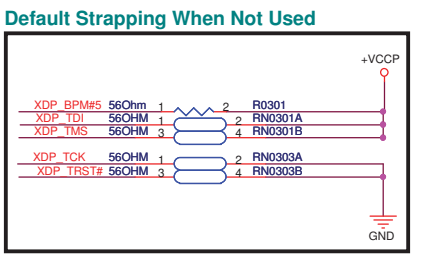 Default Strapping When Not Used
+VCCP
XDP_BPM#5 56Ohm 1 2 R0301
XDP_TDI 56OHM 1 2 RN0301A
XDP_TMS 56OHM 3 4 RN0301B
XDP_TCK 56OHM 1 2 RN0303A
XDP_TRST# 56OHM 3 4 RN0303B
GND